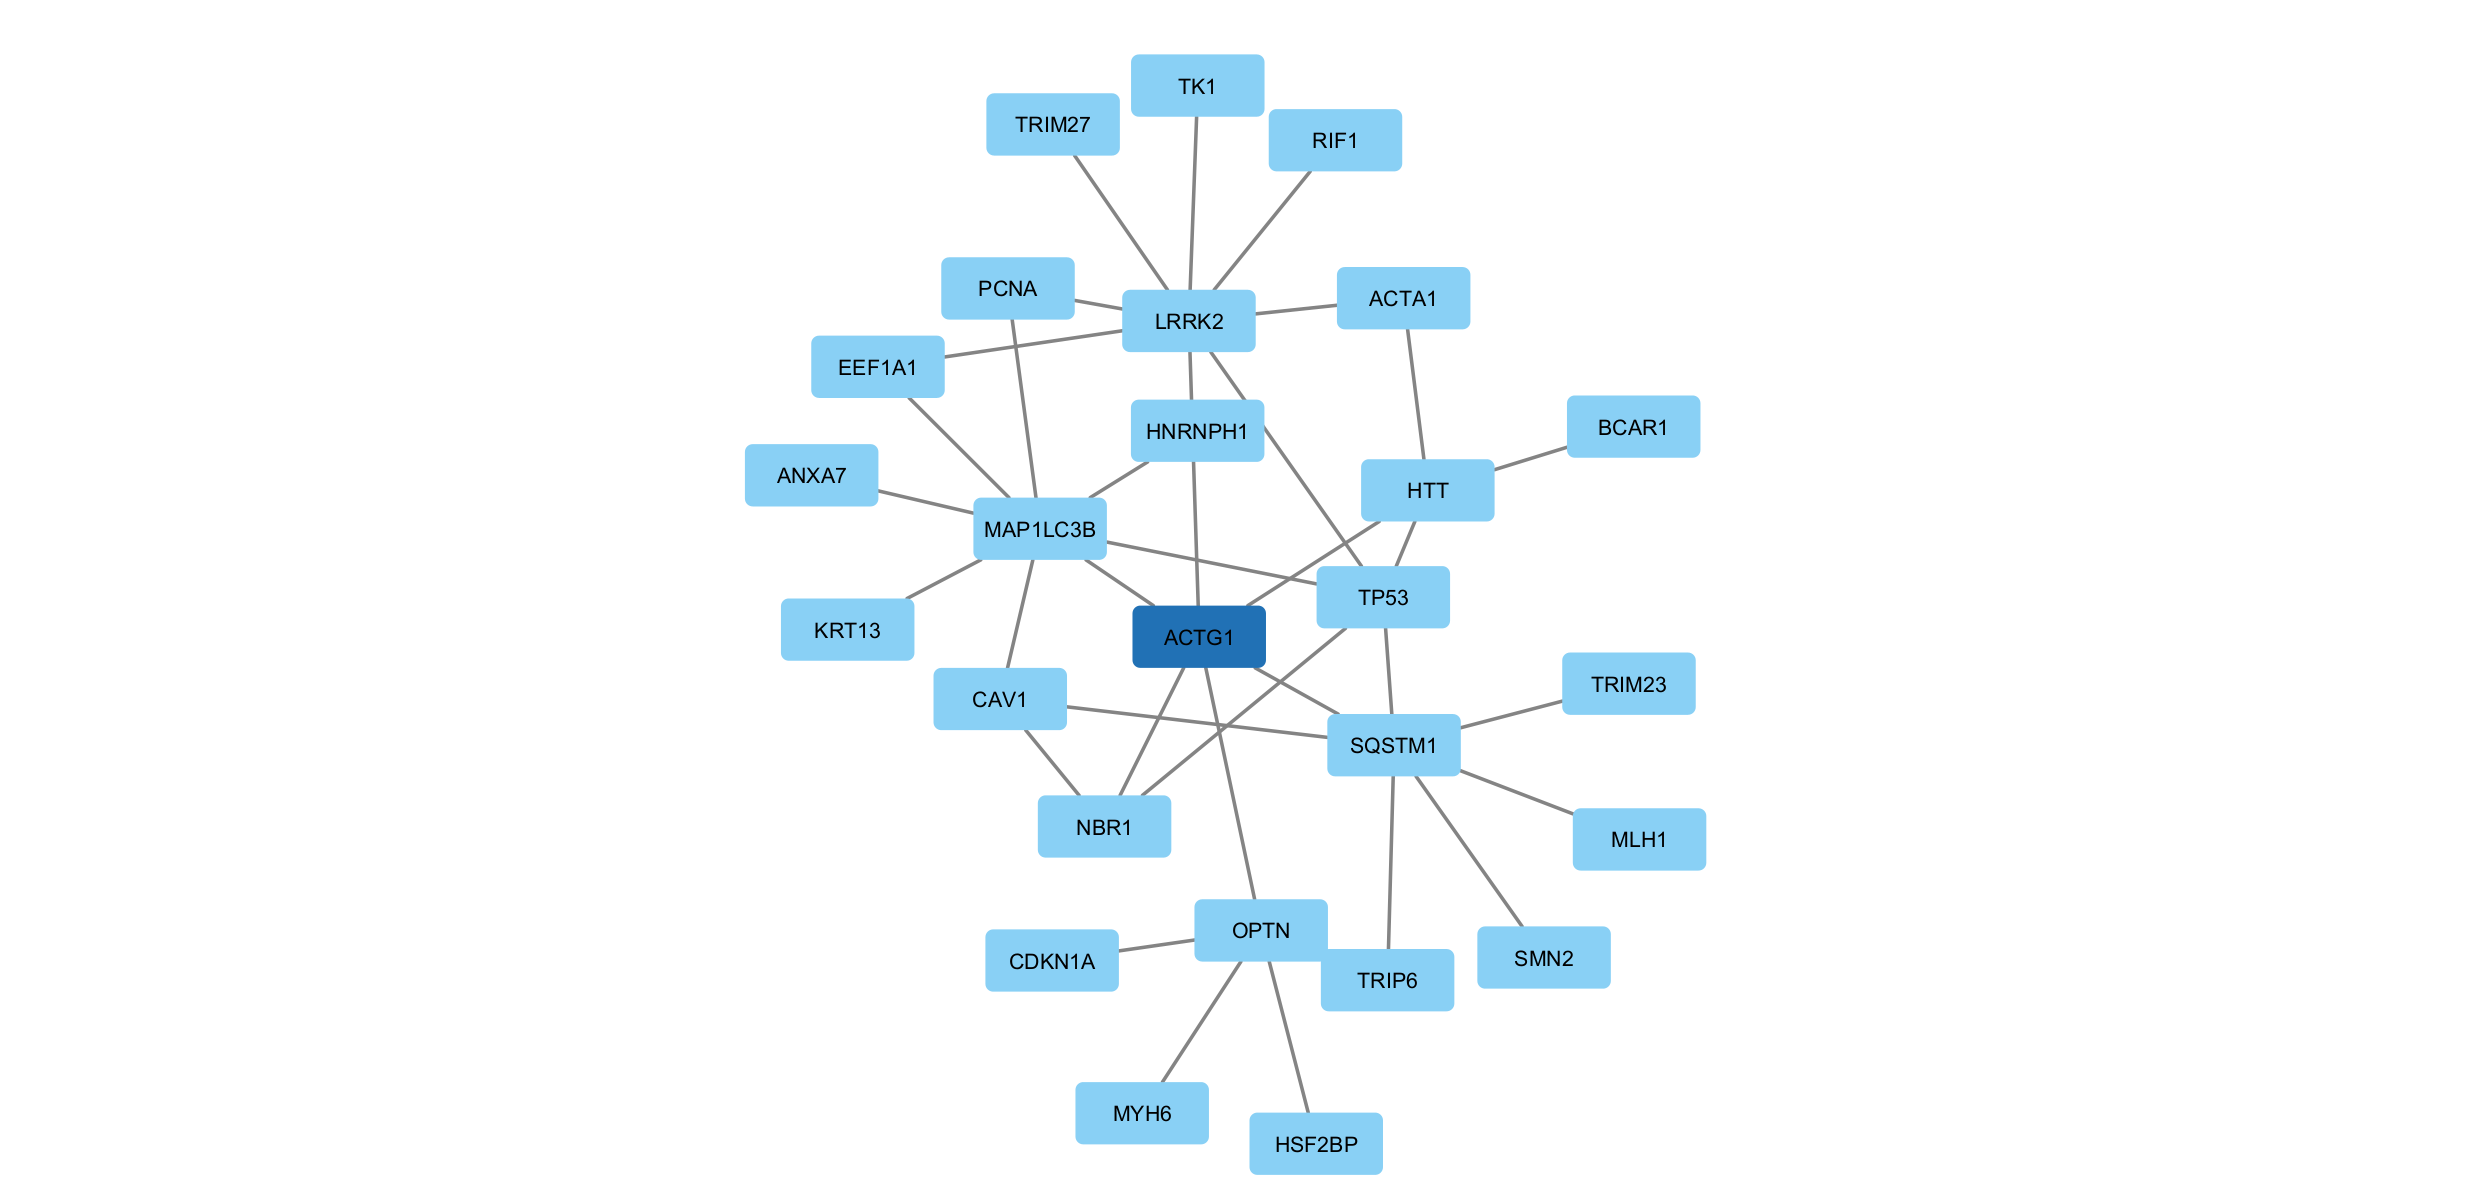 TK1
TRIM27
RIF1
PCNA
ACTA1
LRRK2
EEF1A1
BCAR1
HNRNPH1
ANXA7
HTT
MAP1LC3B
TP53
KRT13
ACTG1
TRIM23
CAV1
SQSTM1
NBR1
MLH1
OPTN
SMN2
CDKN1A
TRIP6
MYH6
HSF2BP